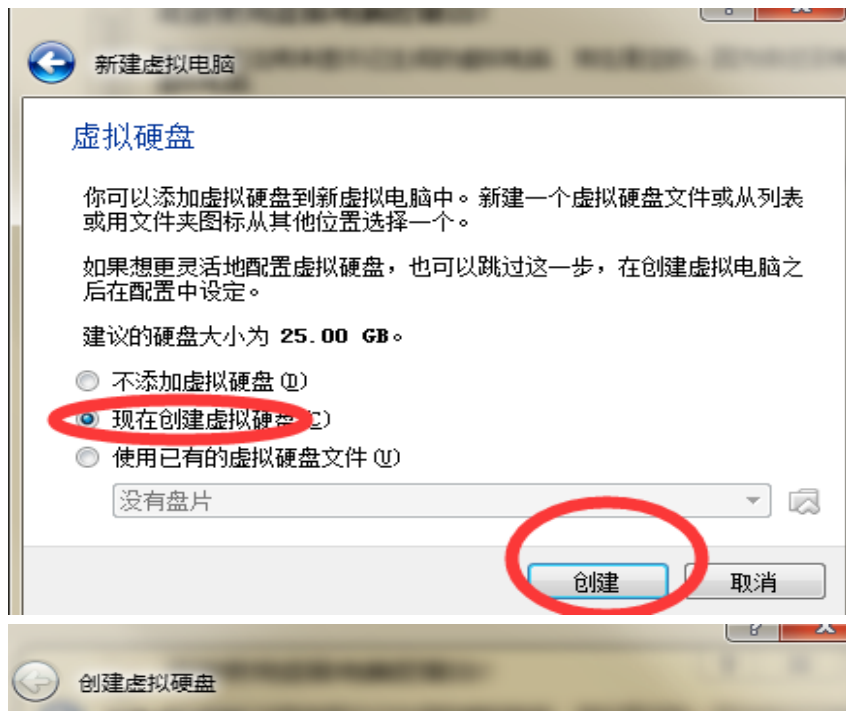 新建虚拟电脑
虚拟硬盘
你可以添加虚拟硬盘到新虚拟电脑中。新建一个虚拟硬盘文件或从列表
或用文件夹图标从其他位置选择一个。
如果想更灵活地配置虚拟硬盘，也可以跳过这一步，在创建虚拟电脑之
后在配置中设定。
建议的硬盘大小为 25.00 GB。
不添加虚拟硬盘(D)
现在创建虚拟硬盘(C)
使用已有的虚拟硬盘文件(U)
没有盘片
创建
取消
创建虚拟硬盘